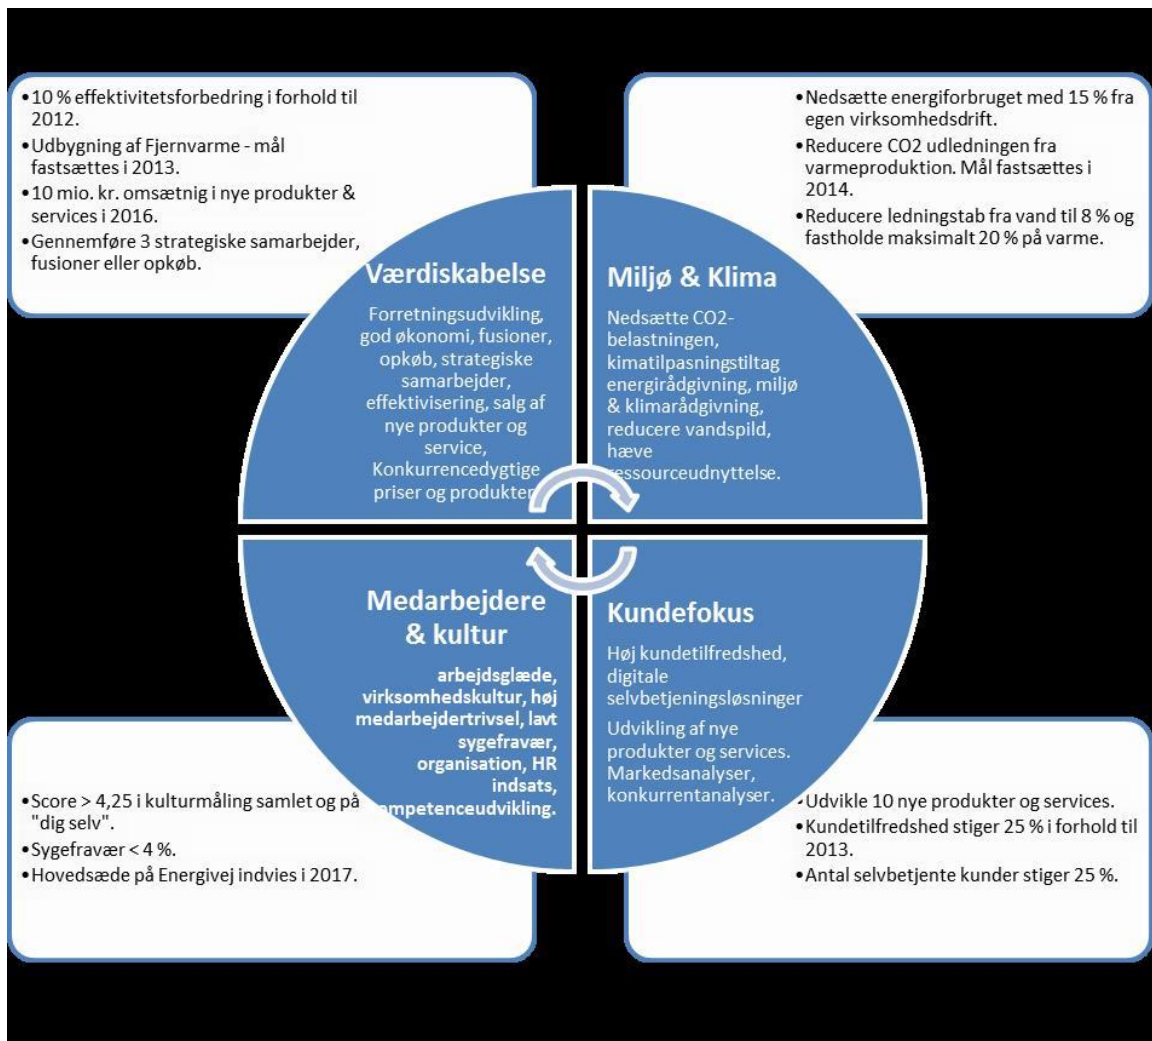 •10 % effektivitetsforbedring i forhold til
2012.
•Udbygning af Fjernvarme - mål
fastsættes i 2013.
•10 mio. kr. omsætnig i nye produkter &
services i 2016.
•Gennemføre 3 strategiske samarbejder,
fusioner eller opkøb.
•Nedsætte energiforbruget med 15 % fra
egen virksomhedsdrift.
•Reducere CO2 udledningen fra
varmeproduktion. Mål fastsættes i
2014.
•Reducere ledningstab fra vand til 8 % og
fastholde maksimalt 20 % på varme.
Værdiskabelse
Forretningsudvikling,
god økonomi, fusioner,
opkøb, strategiske
samarbejder,
effektivisering, salg af
nye produkter og
service,
Konkurrencedygtige
priser og produkter
Miljø & Klima
Nedsætte CO2-
belastningen,
kimatilpasningstiltag
energirådgivning, miljø
& klimarådgivning,
reducere vandspild,
hæve
ressourceudnyttelse.
Medarbejdere
& kultur
arbejdsglæde,
virksomhedskultur, høj
medarbejdertrivsel, lavt
sygefravær,
organisation, HR
indsats,
kompetenceudvikling.
Kundefokus
Høj kundetilfredshed,
digitale
selvbetjeningsløsninger
Udvikling af nye
produkter og services.
Markedsanalyser,
konkurrentanalyser.
•Score > 4,25 i kulturmåling samlet og på
"dig selv".
•Sygefravær < 4 %.
•Hovedsæde på Energivej indvies i 2017.
•Udvikle 10 nye produkter og services.
•Kundetilfredshed stiger 25 % i forhold til
2013.
•Antal selvbetjente kunder stiger 25 %.